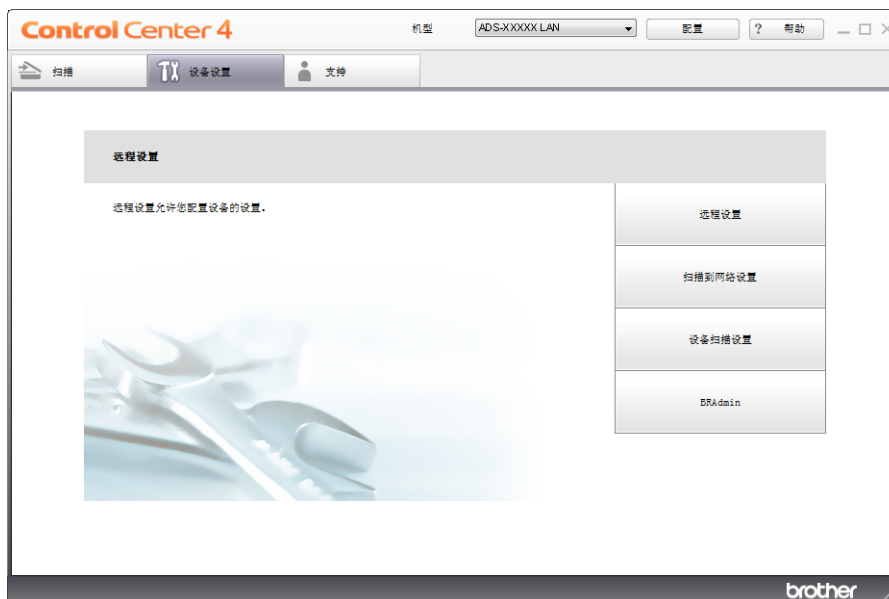 Control Center 4
机型
ADS-XXXXX LAN
配置
? 帮助
扫描
设备设置
支持
远程设置
远程设置允许您配置设备的设置。
远程设置
扫描到网络设置
设备扫描设置
BRAdmin
brother